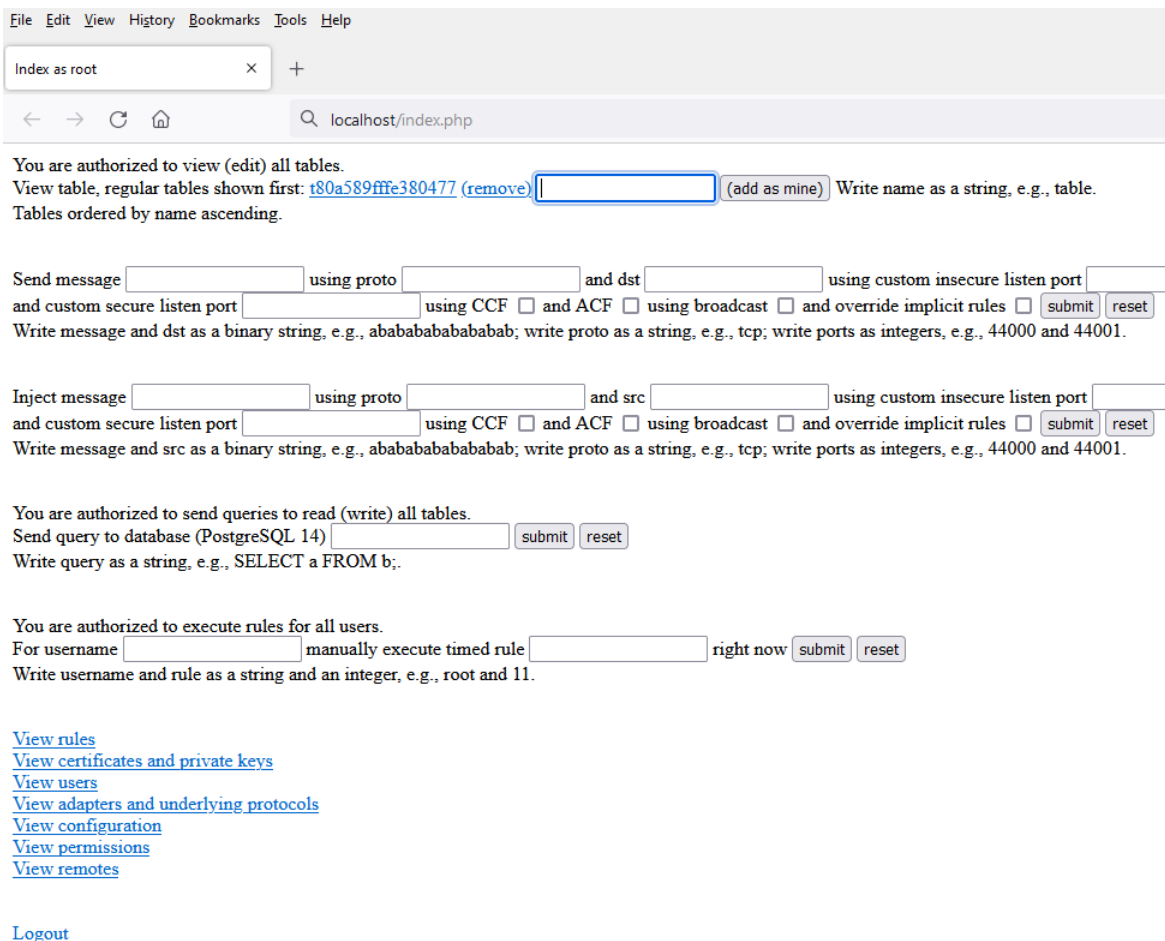 File Edit View History Bookmarks Tools Help
Index as root × +
localhost/index.php
You are authorized to view (edit) all tables.
View table, regular tables shown first: t80a589fffe380477 (remove) (add as mine) Write name as a string, e.g., table.
Tables ordered by name ascending.
Send message using proto and dst using custom insecure listen port
and custom secure listen port using CCF and ACF using broadcast and override implicit rules submit reset
Write message and dst as a binary string, e.g., abababababababab; write proto as a string, e.g., tcp; write ports as integers, e.g., 44000 and 44001.
Inject message using proto and src using custom insecure listen port
and custom secure listen port using CCF and ACF using broadcast and override implicit rules submit reset
Write message and src as a binary string, e.g., abababababababab; write proto as a string, e.g., tcp; write ports as integers, e.g., 44000 and 44001.
You are authorized to send queries to read (write) all tables.
Send query to database (PostgreSQL 14) submit reset
Write query as a string, e.g., SELECT a FROM b;.
You are authorized to execute rules for all users.
For username manually execute timed rule right now submit reset
Write username and rule as a string and an integer, e.g., root and 11.
View rules
View certificates and private keys
View users
View adapters and underlying protocols
View configuration
View permissions
View remotes
Logout